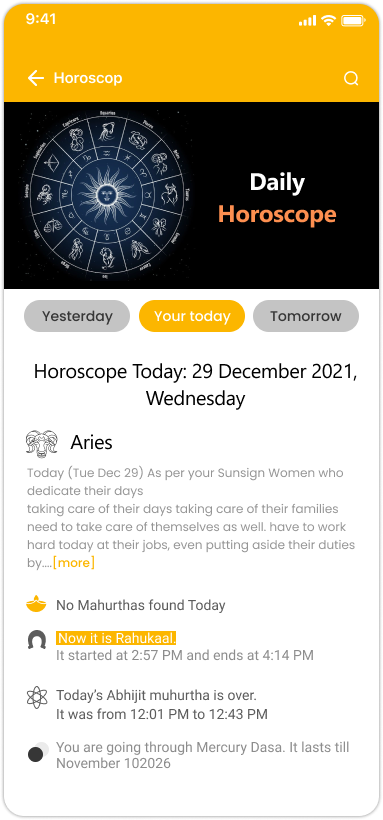 9:41
Horoscop
Daily
Horoscope
Yesterday
Your today
Tomorrow
Horoscope Today: 29 December 2021,
Wednesday
Aries
Today (Tue Dec 29) As per your Sunsign Women who
dedicate their days
taking care of their days taking care of their families
need to take care of themselves as well. have to work
hard today at their jobs, even putting aside their duties
by....[more]
No Mahurthas found Today
Now it is Rahukaal.
It started at 2:57 PM and ends at 4:14 PM
Today’s Abhijit muhurtha is over.
It was from 12:01 PM to 12:43 PM
You are going through Mercury Dasa. It lasts till
November 102026